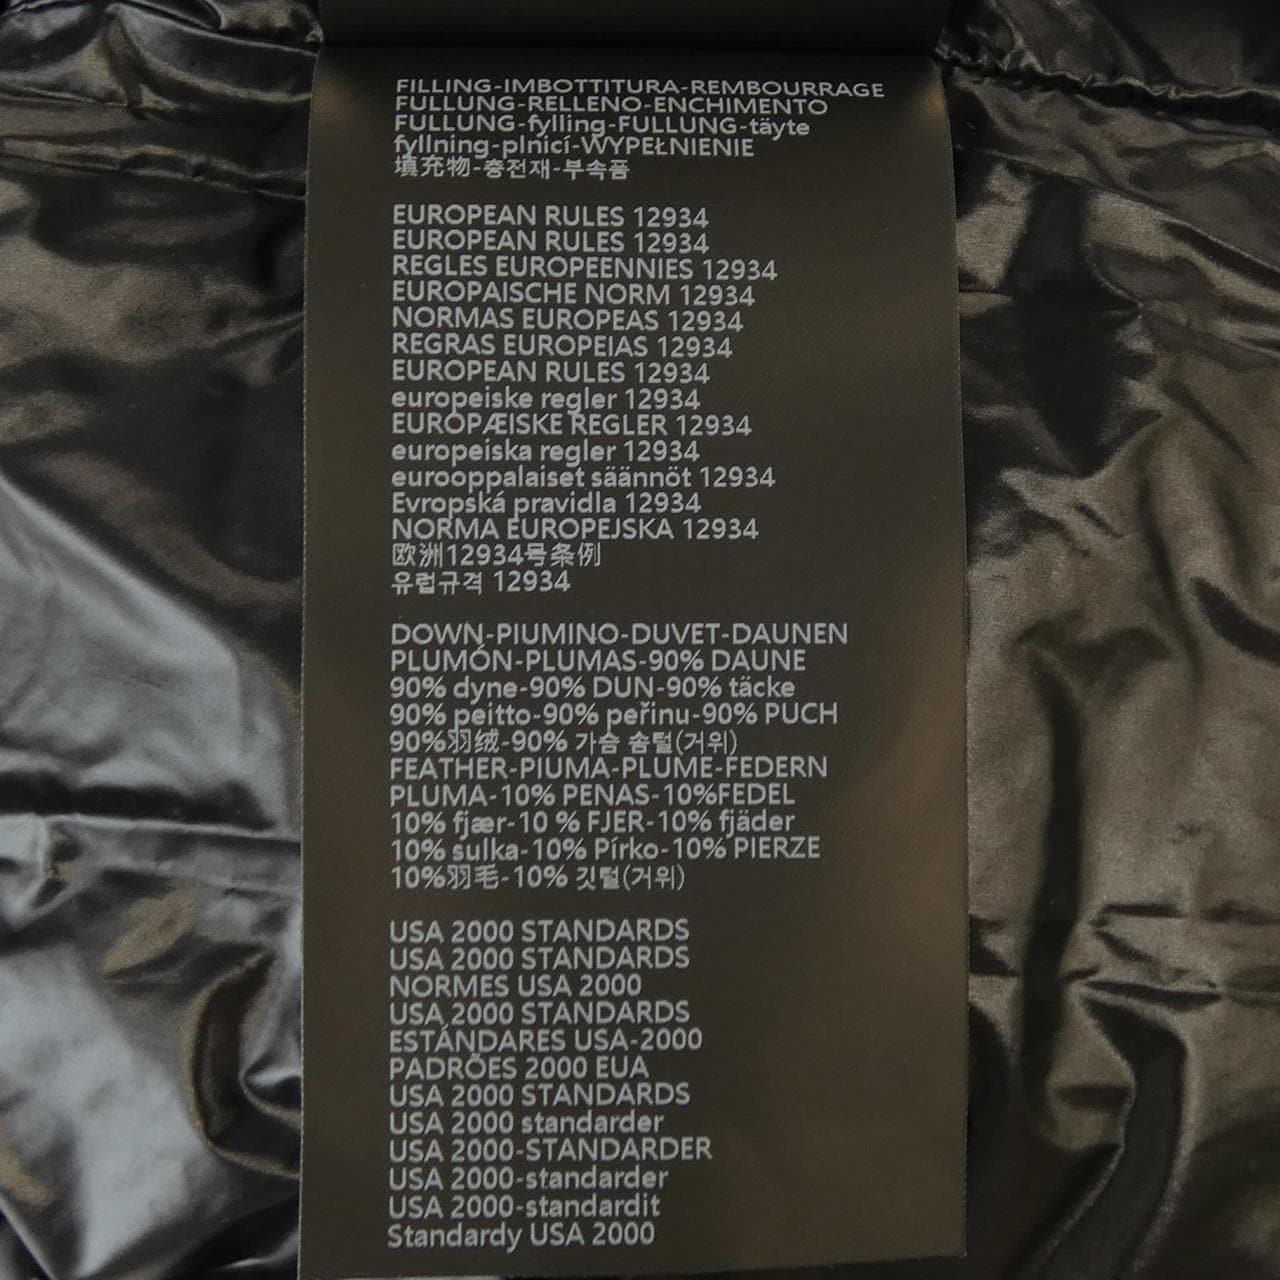 FILLING-IMBOTTITURA-REMBOURRAGE
FULLUNG-RELLENO-ENCHIMENTO
FULLUNG-fylling-FULLUNG-täyte
fyllning-plnicí-WYPEŁNIENIE
填充物-충전재-부속품
EUROPEAN RULES 12934
EUROPEAN RULES 12934
REGLES EUROPEENNIES 12934
EUROPAISCHE NORM 12934
NORMAS EUROPEAS 12934
REGRAS EUROPEIAS 12934
EUROPEAN RULES 12934
europeiske regler 12934
EUROPÆISKE REGLER 12934
europeiska regler 12934
eurooppalaiset säännöt 12934
Evropská pravidla 12934
NORMA EUROPEJSKA 12934
欧洲12934号条例
유럽규격 12934
DOWN-PIUMINO-DUVET-DAUNEN
PLUMÓN-PLUMAS-90% DAUNE
90% dyne-90% DUN-90% täcke
90% peitto-90% peřinu-90% PUCH
90%羽绒-90% 가슴 솜털(거위)
FEATHER-PIUMA-PLUME-FEDERN
PLUMA-10% PENAS-10%FEDEL
10% fjær-10 % FJER-10% fjäder
10% sulka-10% Pírko-10% PIERZE
10%羽毛-10% 깃털(거위)
USA 2000 STANDARDS
USA 2000 STANDARDS
NORMES USA 2000
USA 2000 STANDARDS
ESTÁNDARES USA-2000
PADRÕES 2000 EUA
USA 2000 STANDARDS
USA 2000 standarder
USA 2000-STANDARDER
USA 2000-standarder
USA 2000-standardit
Standardy USA 2000